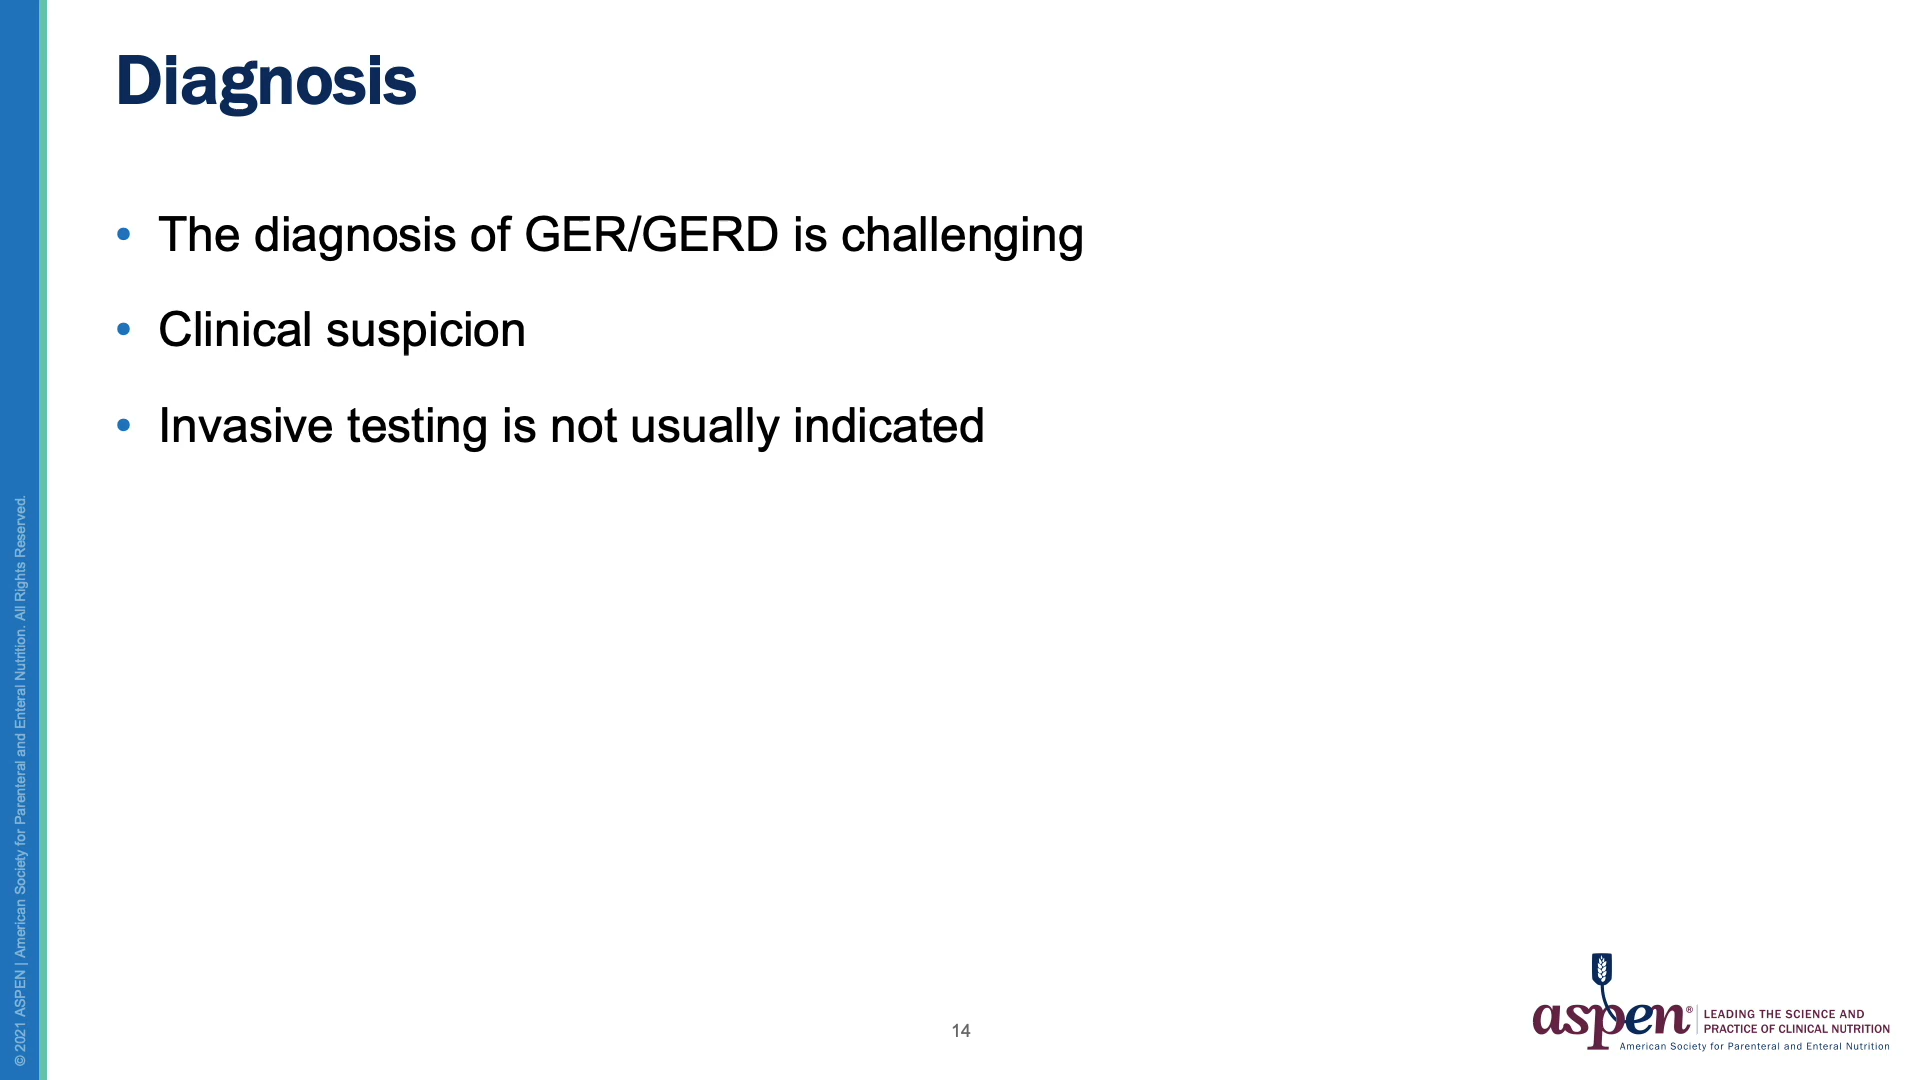 Diagnosis
• The diagnosis of GER/GERD is challenging
• Clinical suspicion
• Invasive testing is not usually indicated
© 2021 ASPEN | American Society for Parenteral and Enteral Nutrition. All Rights Reserved.
14
aspen®
LEADING THE SCIENCE AND
PRACTICE OF CLINICAL NUTRITION
American Society for Parenteral and Enteral Nutrition